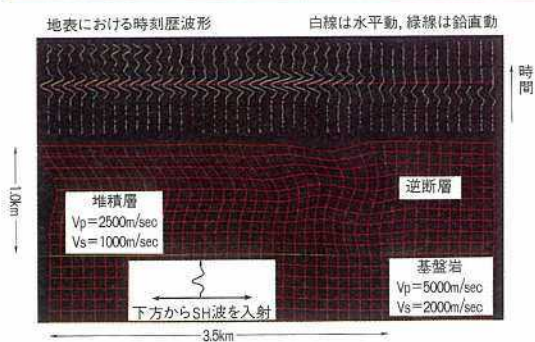 地表における時刻歴波形
白線は水平動,緑線は鉛直動
時間
1.0km
堆積層
Vp=2500m/sec
Vs=1000m/sec
逆断層
基盤岩
Vp=5000m/sec
Vs=2000m/sec
下方からSH波を入射
3.5km